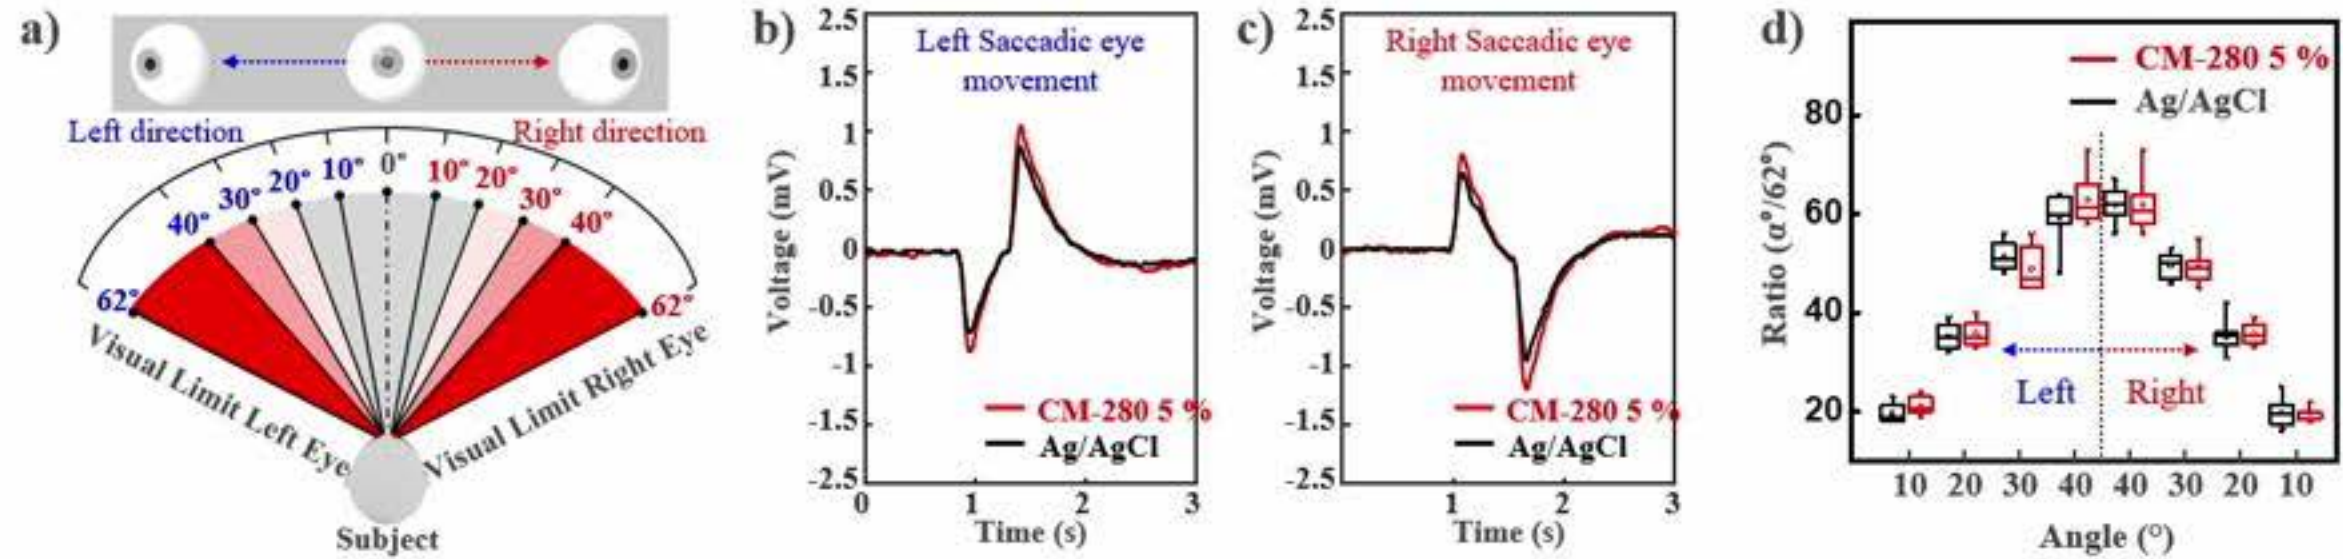 a)
Left direction
Right direction
62° 40° 30° 20° 10° 0° 10° 20° 30° 40° 62°
Visual Limit Left Eye
Visual Limit Right Eye
Subject
b)
Left Saccadic eye
movement
Voltage (mV)
2.5
1.5
1
0.5
0
-0.5
-1
-1.5
-2.5
CM-280 5 %
Ag/AgCl
0 1 2 3
Time (s)
c)
Right Saccadic eye
movement
Voltage (mV)
2.5
1.5
1
0.5
0
-0.5
-1
-1.5
-2.5
CM-280 5 %
Ag/AgCl
1 2 3
Time (s)
d)
CM-280 5 %
Ag/AgCl
Ratio (α°/62°)
80
60
40
20
Left
Right
10 20 30 40 40 30 20 10
Angle (°)